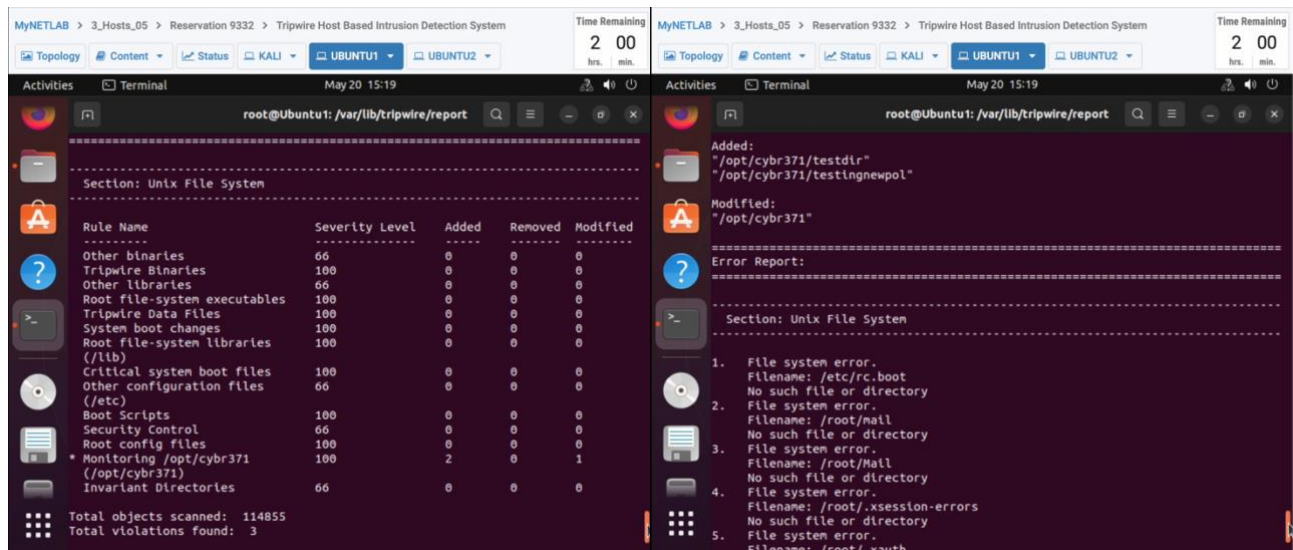 MyNETLAB > 3_Hosts_05 > Reservation 9332 > Tripwire Host Based Intrusion Detection System
Time Remaining
2 00
hrs. min.
Topology Content Status KALI UBUNTU1 UBUNTU2
Activities Terminal May 20 15:19
root@Ubuntu1: /var/lib/tripwire/report
===============================================================================
-------------------------------------------------------------------------------
Section: Unix File System
-------------------------------------------------------------------------------
Rule Name Severity Level Added Removed Modified
--------- -------------- ----- ------- --------
Other binaries 66 0 0 0
Tripwire Binaries 100 0 0 0
Other libraries 66 0 0 0
Root file-system executables 100 0 0 0
Tripwire Data Files 100 0 0 0
System boot changes 100 0 0 0
Root file-system libraries 100 0 0 0
(/lib)
Critical system boot files 100 0 0 0
Other configuration files 66 0 0 0
(/etc)
Boot Scripts 100 0 0 0
Security Control 66 0 0 0
Root config files 100 0 0 0
* Monitoring /opt/cybr371 100 2 0 1
(/opt/cybr371)
Invariant Directories 66 0 0 0
Total objects scanned: 114855
Total violations found: 3
MyNETLAB > 3_Hosts_05 > Reservation 9332 > Tripwire Host Based Intrusion Detection System
Time Remaining
2 00
hrs. min.
Topology Content Status KALI UBUNTU1 UBUNTU2
Activities Terminal May 20 15:19
root@Ubuntu1: /var/lib/tripwire/report
Added:
"/opt/cybr371/testdir"
"/opt/cybr371/testingnewpol"
Modified:
"/opt/cybr371"
===============================================================================
Error Report:
===============================================================================
-------------------------------------------------------------------------------
Section: Unix File System
-------------------------------------------------------------------------------
1. File system error.
Filename: /etc/rc.boot
No such file or directory
2. File system error.
Filename: /root/mail
No such file or directory
3. File system error.
Filename: /root/Mail
No such file or directory
4. File system error.
Filename: /root/.xsession-errors
No such file or directory
5. File system error.
Filename: /root/.xauth